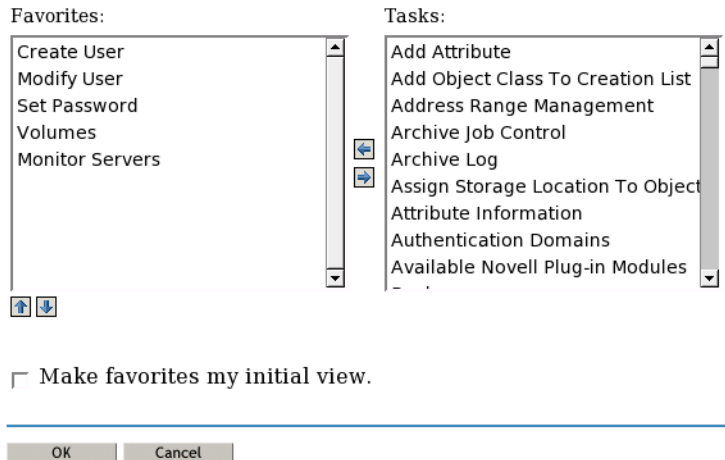 Favorites:
Create User
Modify User
Set Password
Volumes
Monitor Servers
Tasks:
Add Attribute
Add Object Class To Creation List
Address Range Management
Archive Job Control
Archive Log
Assign Storage Location To Object
Attribute Information
Authentication Domains
Available Novell Plug-in Modules
Make favorites my initial view.
OK
Cancel